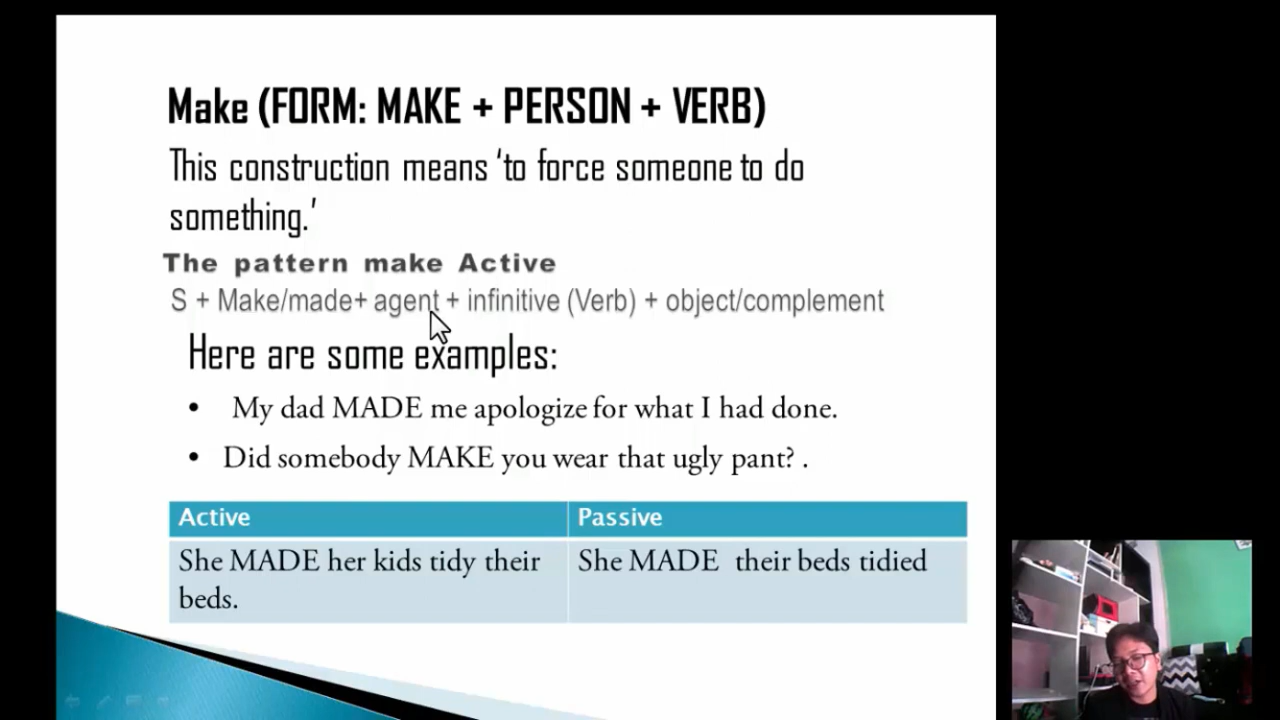 Make (FORM: MAKE + PERSON + VERB)
This construction means ‘to force someone to do
something.’
The pattern make Active
S + Make/made+ agent + infinitive (Verb) + object/complement
Here are some examples:
• My dad MADE me apologize for what I had done.
• Did somebody MAKE you wear that ugly pant? .
Active Passive
She MADE her kids tidy their She MADE their beds tidied
beds.